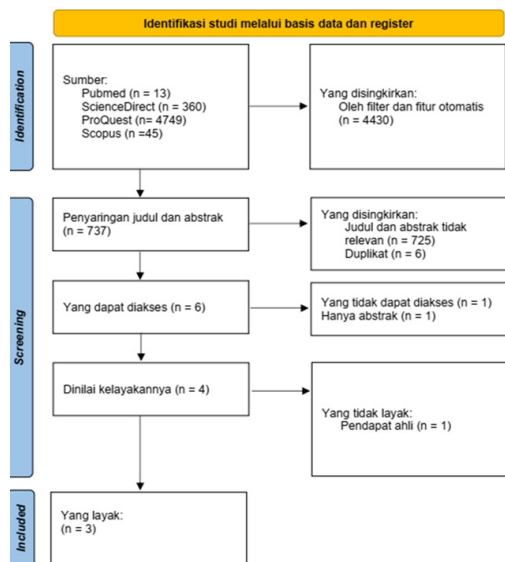 Identifikasi studi melalui basis data dan register
Identification
Sumber:
Pubmed (n = 13)
ScienceDirect (n = 360)
ProQuest (n= 4749)
Scopus (n =45)
Yang disingkirkan:
Oleh filter dan fitur otomatis
(n = 4430)
Screening
Penyaringan judul dan abstrak
(n = 737)
Yang disingkirkan:
Judul dan abstrak tidak
relevan (n = 725)
Duplikat (n = 6)
Yang dapat diakses (n = 6)
Yang tidak dapat diakses (n = 1)
Hanya abstrak (n = 1)
Dinilai kelayakannya (n = 4)
Yang tidak layak:
Pendapat ahli (n = 1)
Included
Yang layak:
(n = 3)